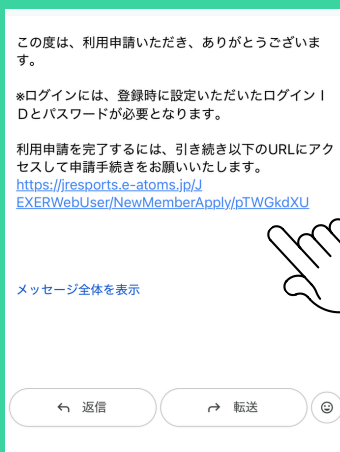 この度は、利用申請いただき、ありがとうございま
す。
※ログインには、登録時に設定いただいたログインＩ
Ｄとパスワードが必要となります。
利用申請を完了するには、引き続き以下のURLにアク
セスして申請手続きをお願いいたします。
https://jresports.e-atoms.jp/J
EXERWebUser/NewMemberApply/pTWGkdXU
メッセージ全体を表示
返信
転送